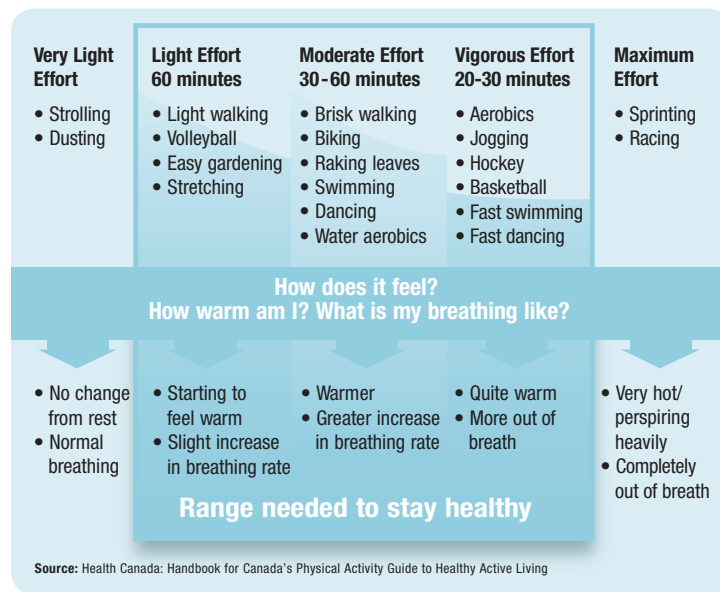 Very Light
Effort
• Strolling
• Dusting
Light Effort
60 minutes
• Light walking
• Volleyball
• Easy gardening
• Stretching
Moderate Effort
30-60 minutes
• Brisk walking
• Biking
• Raking leaves
• Swimming
• Dancing
• Water aerobics
Vigorous Effort
20-30 minutes
• Aerobics
• Jogging
• Hockey
• Basketball
• Fast swimming
• Fast dancing
Maximum
Effort
• Sprinting
• Racing
How does it feel?
How warm am I? What is my breathing like?
• No change
from rest
• Normal
breathing
• Starting to
feel warm
• Slight increase
in breathing rate
• Warmer
• Greater increase
in breathing rate
• Quite warm
• More out of
breath
• Very hot/
perspiring
heavily
• Completely
out of breath
Range needed to stay healthy
Source: Health Canada: Handbook for Canada's Physical Activity Guide to Healthy Active Living